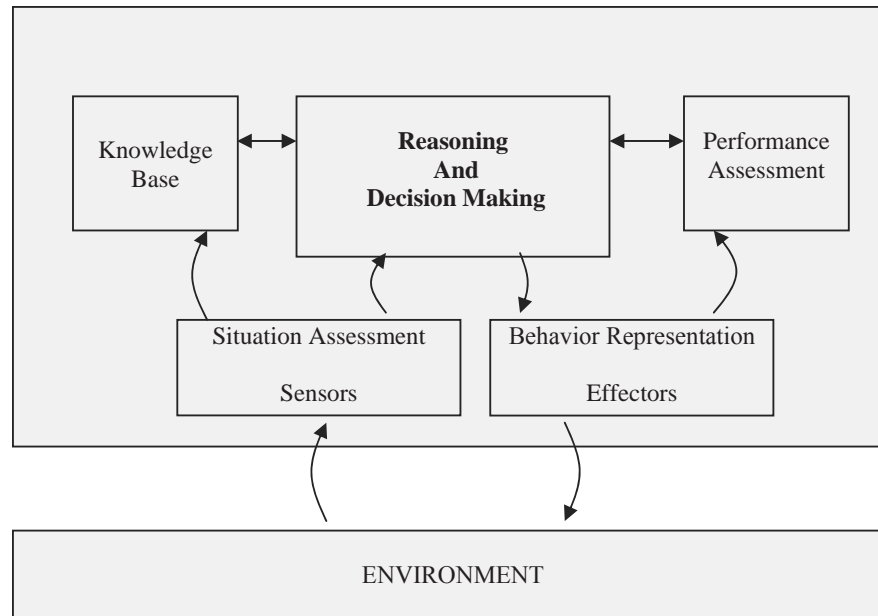 Knowledge
Base
Reasoning
And
Decision Making
Performance
Assessment
Situation Assessment
Sensors
Behavior Representation
Effectors
ENVIRONMENT